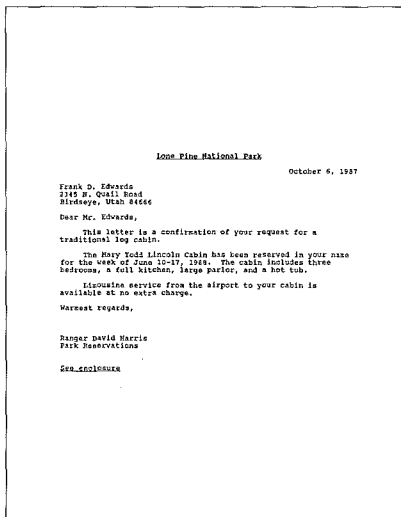 Lone Pine National Park
October 6, 1987
Frank D. Edwards
2345 N. Quail Road
Birdseye, Utah 84666
Dear Mr. Edwards,
This letter is a confirmation of your request for a
traditional log cabin.
The Mary Todd Lincoln Cabin has been reserved in your name
for the week of June 10-17, 1988. The cabin includes three
bedrooms, a full kitchen, large parlor, and a hot tub.
Limousine service from the airport to your cabin is
available at no extra charge.
Warmest regards,
Ranger David Harris
Park Reservations
See enclosure